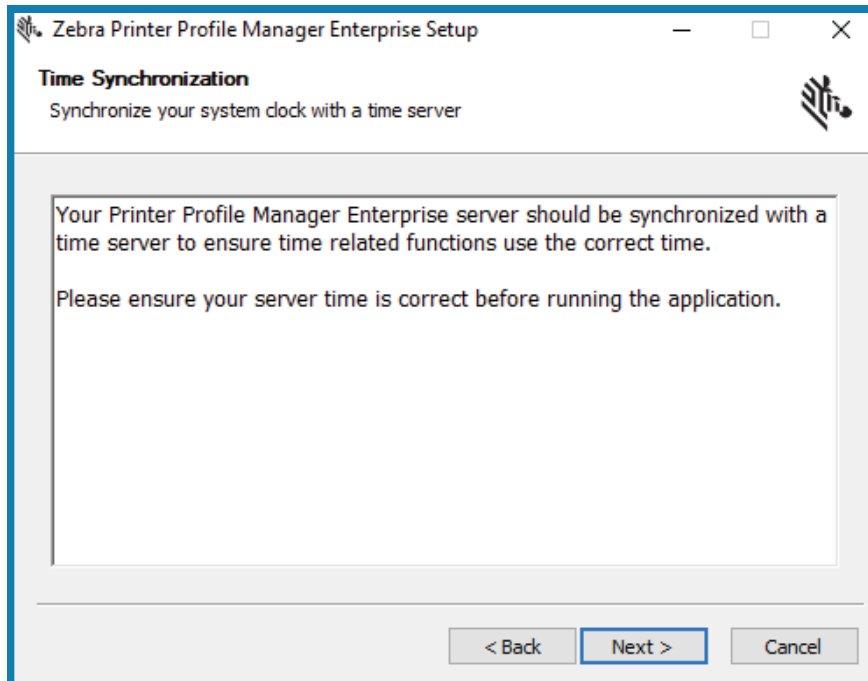 Zebra Printer Profile Manager Enterprise Setup
Time Synchronization
Synchronize your system clock with a time server
Your Printer Profile Manager Enterprise server should be synchronized with a
time server to ensure time related functions use the correct time.
Please ensure your server time is correct before running the application.
< Back Next > Cancel